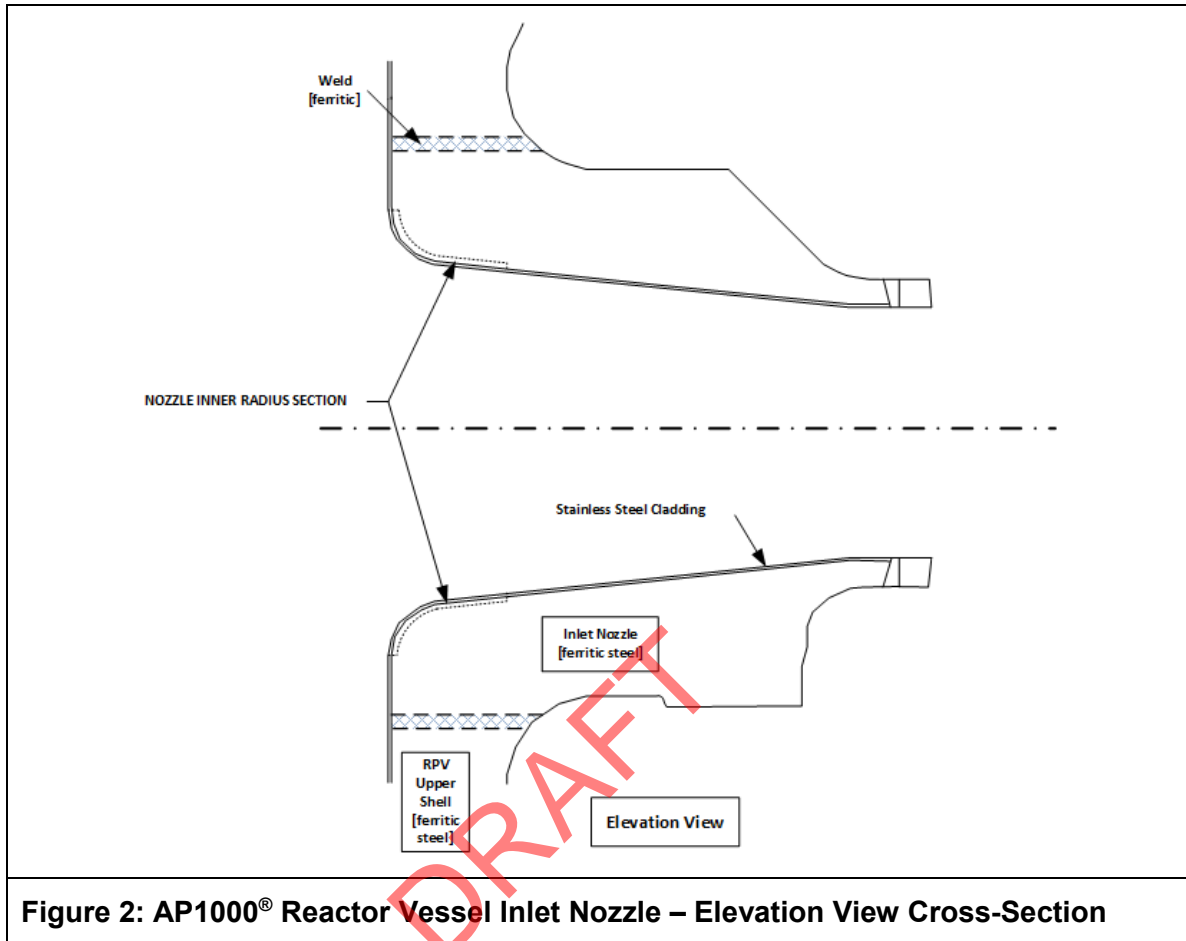 Weld
[ferritic]
NOZZLE INNER RADIUS SECTION
Stainless Steel Cladding
Inlet Nozzle
[ferritic steel]
RPV
Upper
Shell
[ferritic
steel]
Elevation View
DRAFT
Figure 2: AP1000® Reactor Vessel Inlet Nozzle – Elevation View Cross-Section